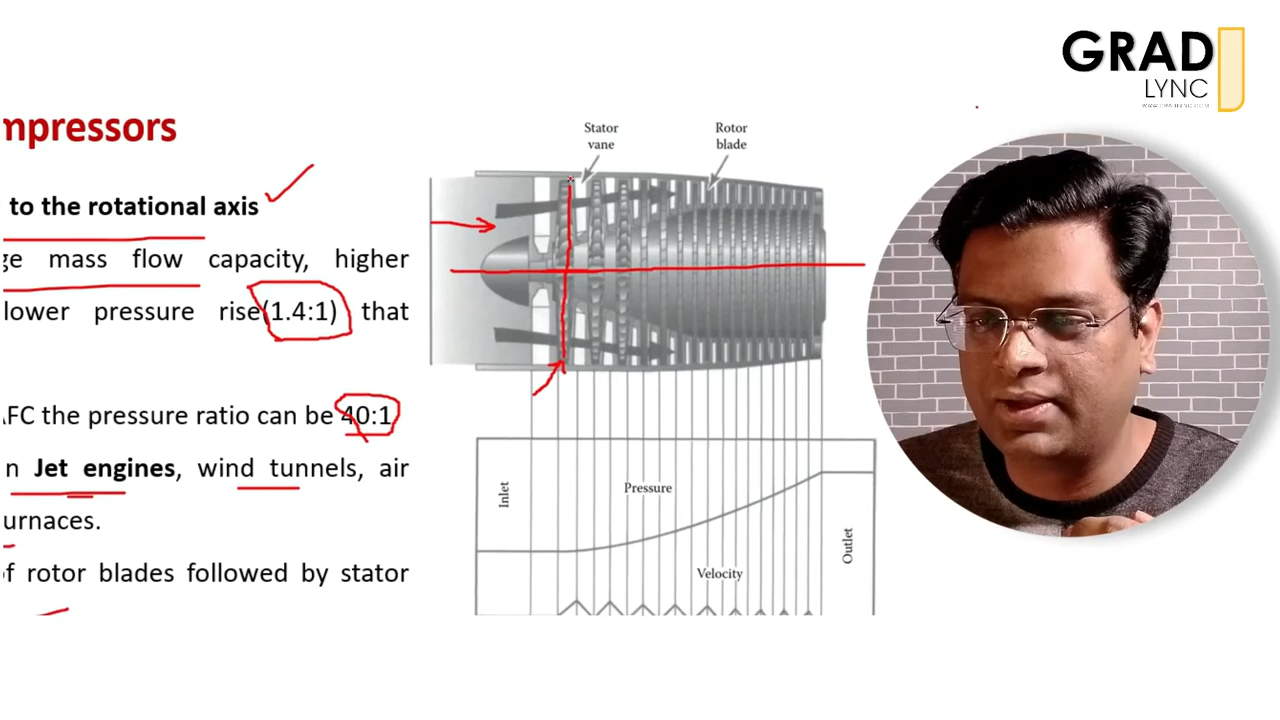 GRAD
LYNC
mpressors
to the rotational axis
ge mass flow capacity, higher
lower pressure rise(1.4:1) that
AFC the pressure ratio can be 40:1
n Jet engines, wind tunnels, air
urnaces.
of rotor blades followed by stator
Stator
vane
Rotor
blade
Inlet
Pressure
Velocity
Outlet